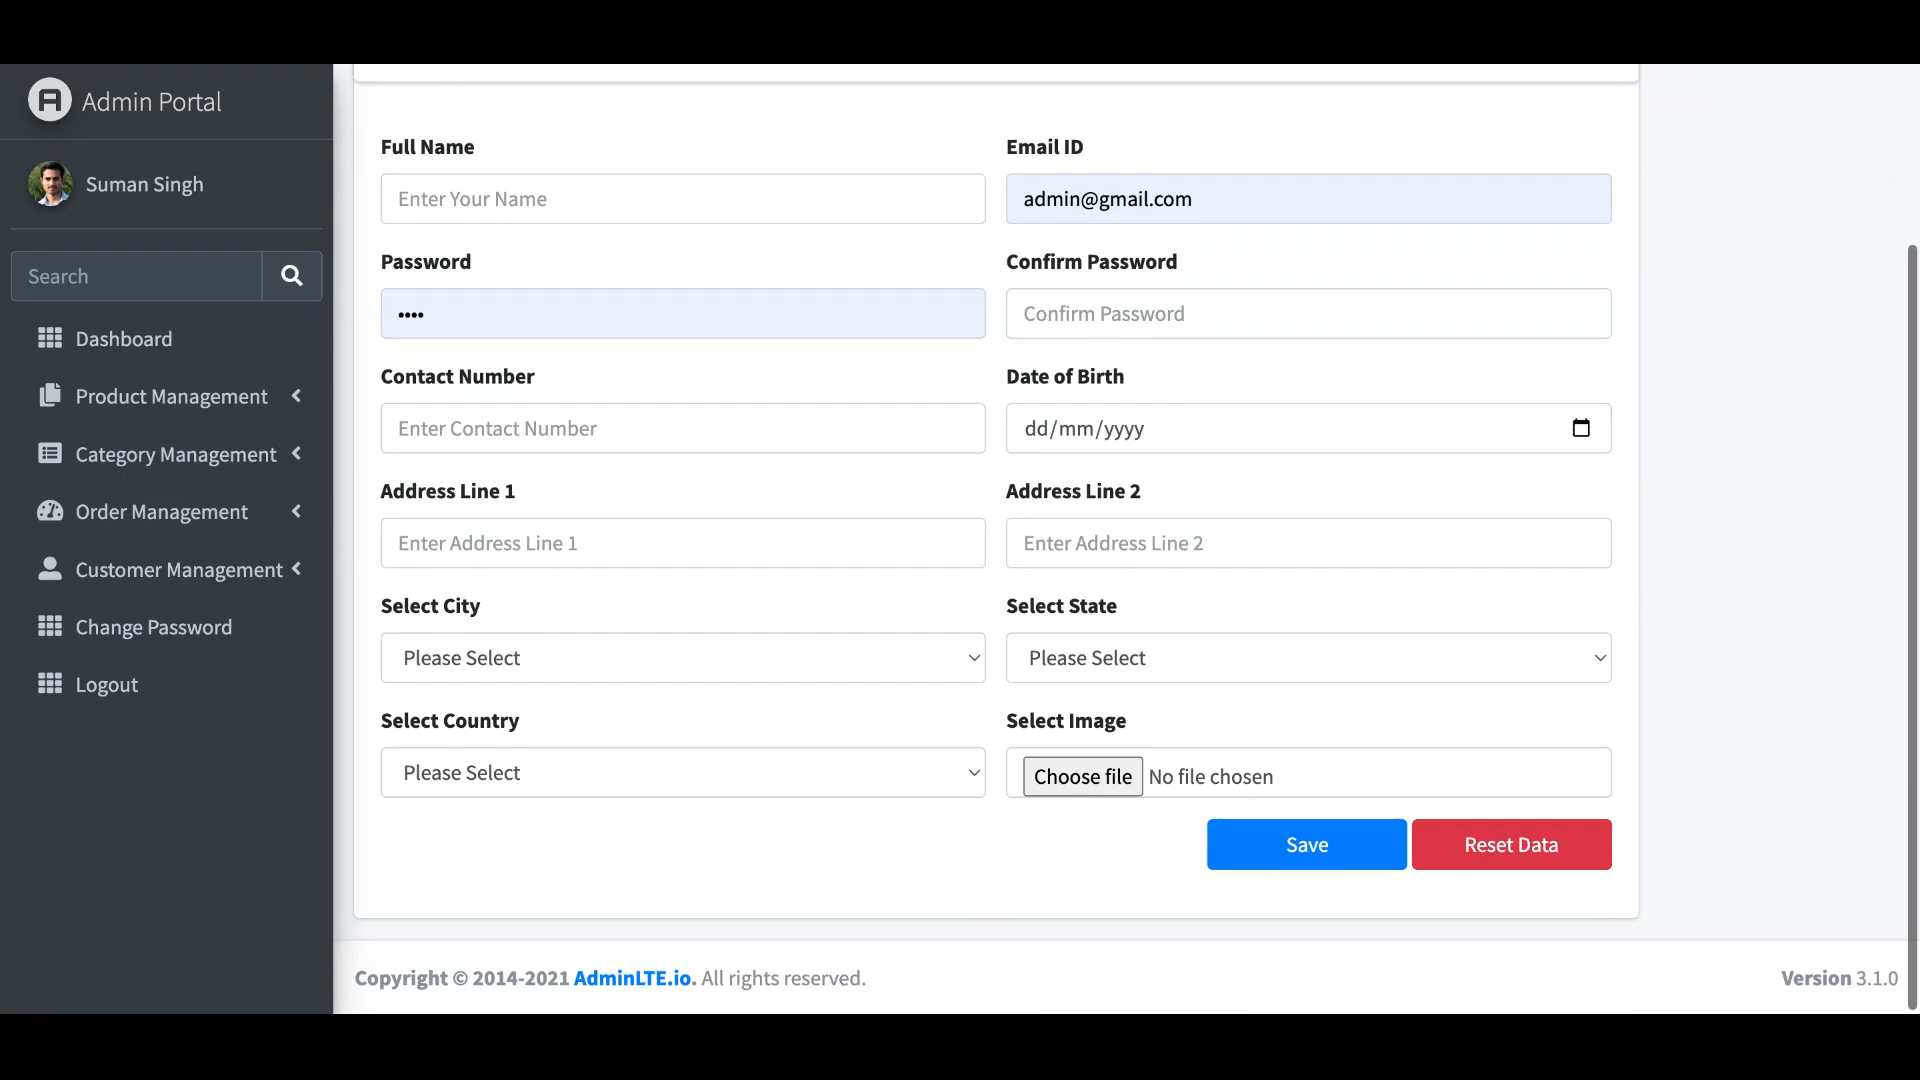 Admin Portal
Suman Singh
Search
Dashboard
Product Management
Category Management
Order Management
Customer Management
Change Password
Logout
Full Name
Email ID
Enter Your Name
admin@gmail.com
Password
Confirm Password
••••
Confirm Password
Contact Number
Date of Birth
Enter Contact Number
dd/mm/yyyy
Address Line 1
Address Line 2
Enter Address Line 1
Enter Address Line 2
Select City
Select State
Please Select
Please Select
Select Country
Select Image
Please Select
Choose file No file chosen
Save
Reset Data
Copyright © 2014-2021 AdminLTE.io. All rights reserved.
Version 3.1.0